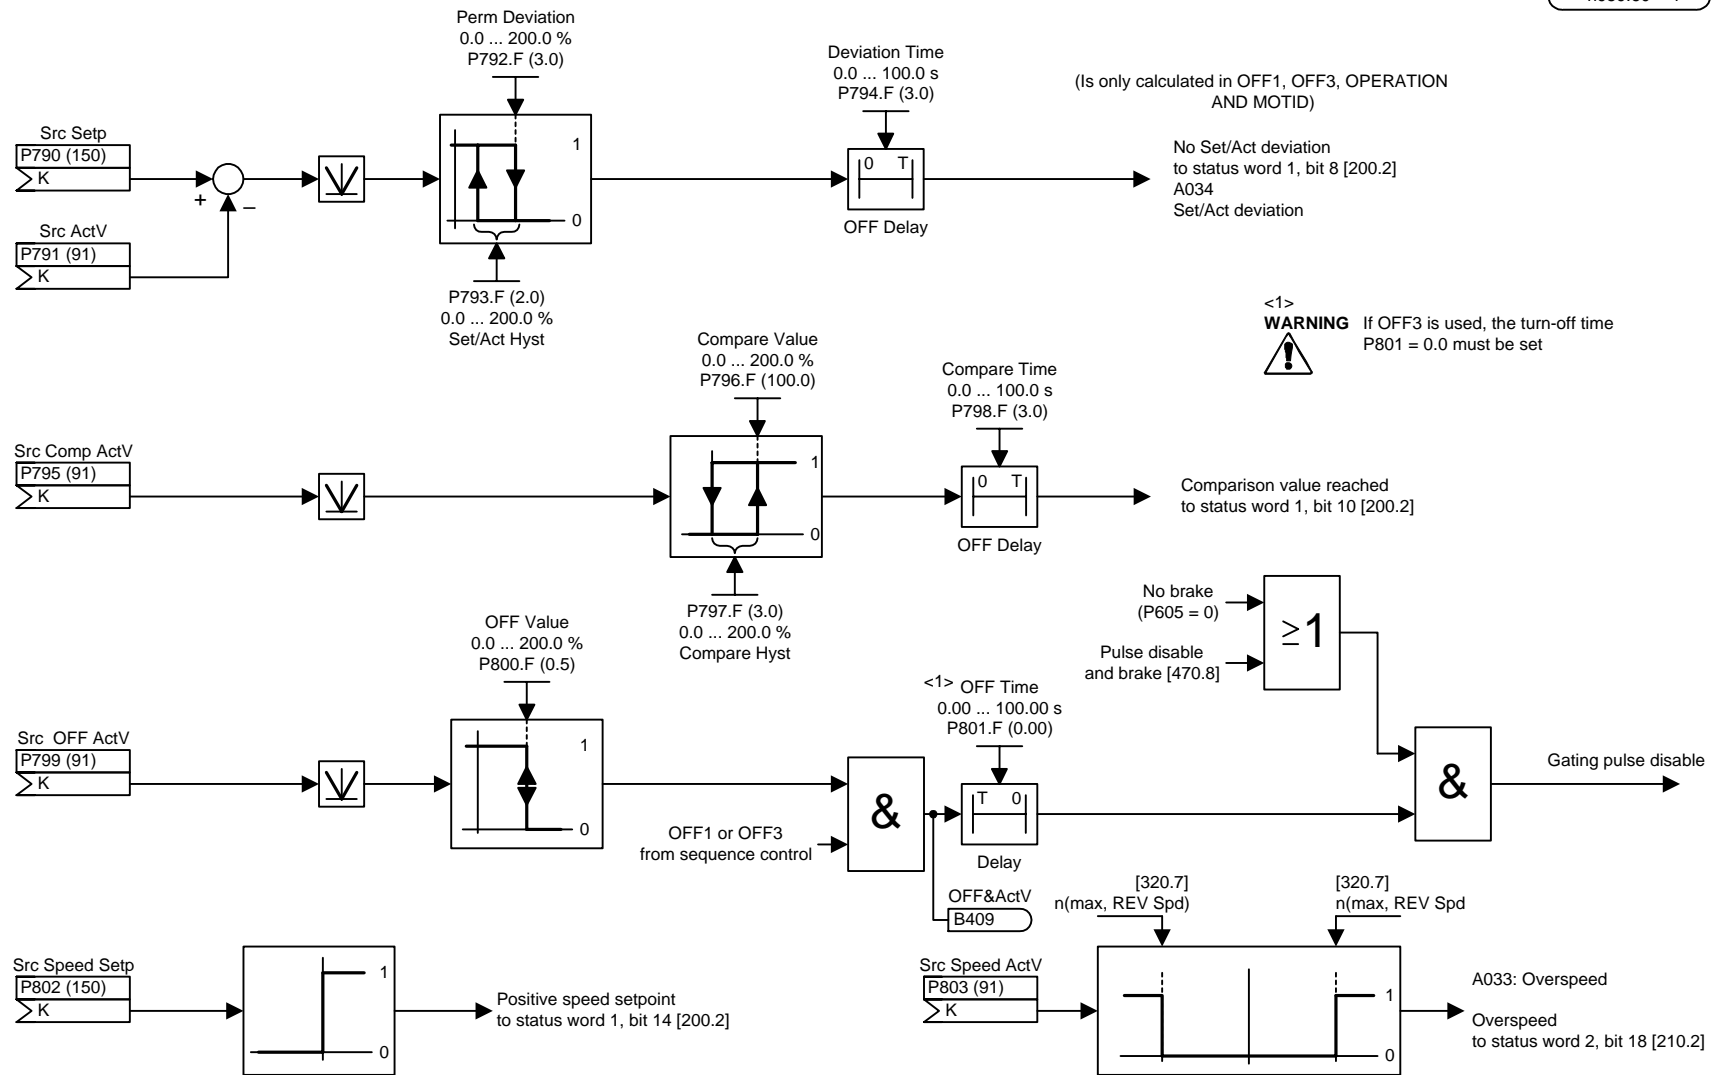 Perm Deviation
0.0 ... 200.0 %
P792.F (3.0)
Deviation Time
0.0 ... 100.0 s
P794.F (3.0)
(Is only calculated in OFF1, OFF3, OPERATION
AND MOTID)
Src Setp
P790 (150)
K
+
−
1
0
0 T
OFF Delay
No Set/Act deviation
to status word 1, bit 8 [200.2]
A034
Set/Act deviation
Src ActV
P791 (91)
K
P793.F (2.0)
0.0 ... 200.0 %
Set/Act Hyst
<1>
WARNING If OFF3 is used, the turn-off time
P801 = 0.0 must be set
!
Compare Value
0.0 ... 200.0 %
P796.F (100.0)
Compare Time
0.0 ... 100.0 s
P798.F (3.0)
Src Comp ActV
P795 (91)
K
1
0
0 T
OFF Delay
Comparison value reached
to status word 1, bit 10 [200.2]
P797.F (3.0)
0.0 ... 200.0 %
Compare Hyst
No brake
(P605 = 0)
Pulse disable
and brake [470.8]
≥1
OFF Value
0.0 ... 200.0 %
P800.F (0.5)
<1> OFF Time
0.00 ... 100.00 s
P801.F (0.00)
Src OFF ActV
P799 (91)
K
1
0
OFF1 or OFF3
from sequence control
&
T 0
Delay
&
Gating pulse disable
OFF&ActV
B409
[320.7]
n(max, REV Spd)
[320.7]
n(max, REV Spd
Src Speed Setp
P802 (150)
K
1
0
Positive speed setpoint
to status word 1, bit 14 [200.2]
Src Speed ActV
P803 (91)
K
1
0
A033: Overspeed
Overspeed
to status word 2, bit 18 [210.2]